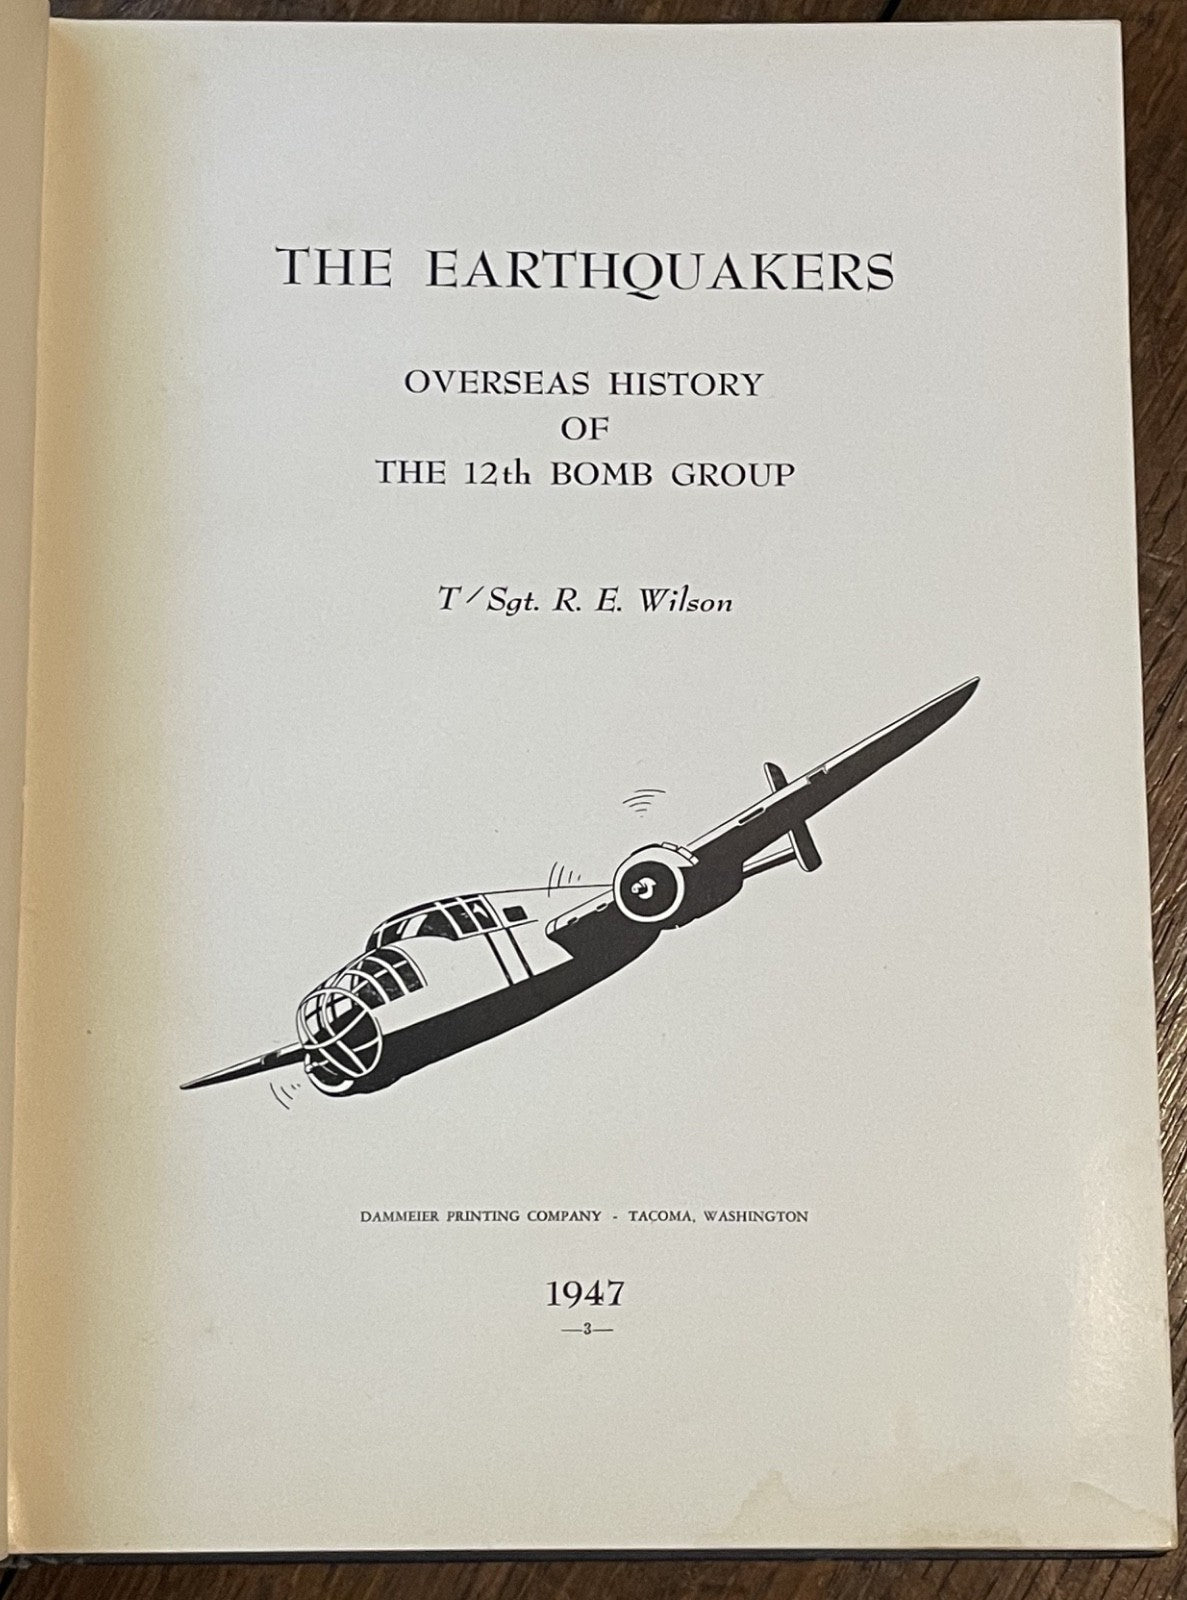 THE EARTHQUAKERS
OVERSEAS HISTORY
OF
THE 12th BOMB GROUP
T/Sgt. R. E. Wilson
DAMMEIER PRINTING COMPANY - TACOMA, WASHINGTON
1947
—3—